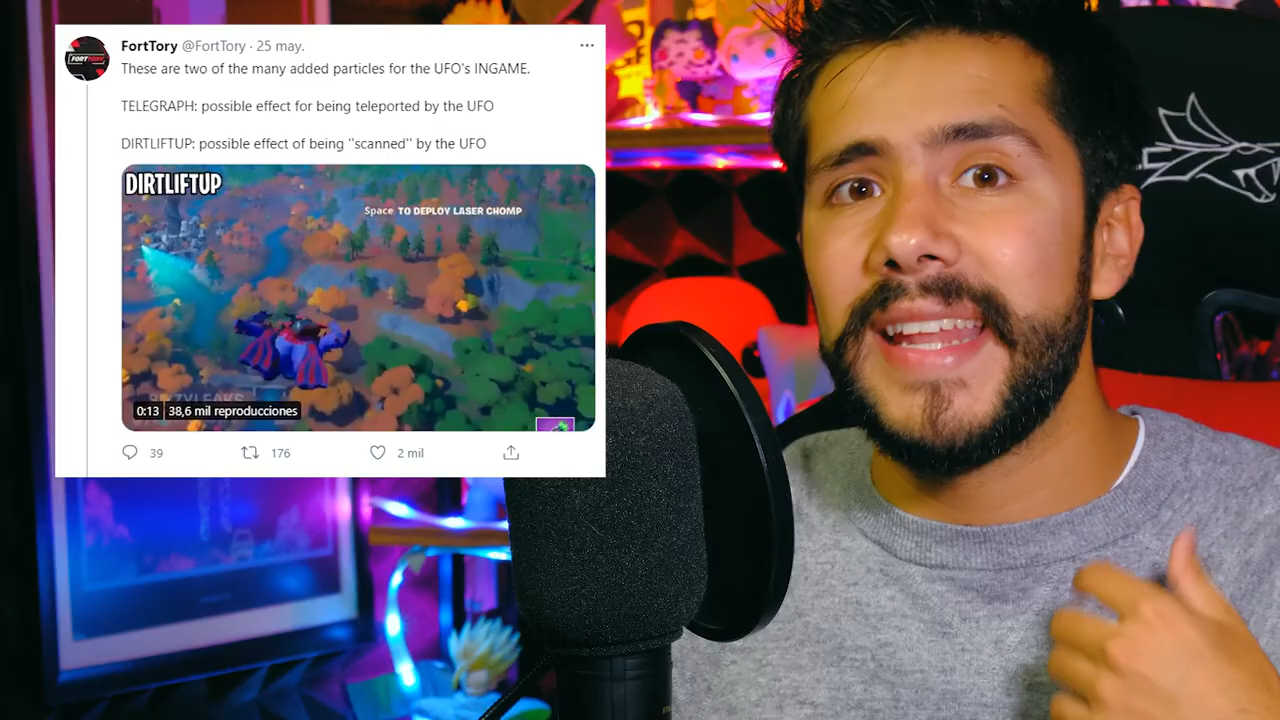 FortTory @FortTory · 25 may.
These are two of the many added particles for the UFO's INGAME.
TELEGRAPH: possible effect for being teleported by the UFO
DIRTLIFTUP: possible effect of being "scanned" by the UFO
DIRTLIFTUP
Space TO DEPLOY LASER CHOMP
0:13 38,6 mil reproducciones
39 176 2 mil